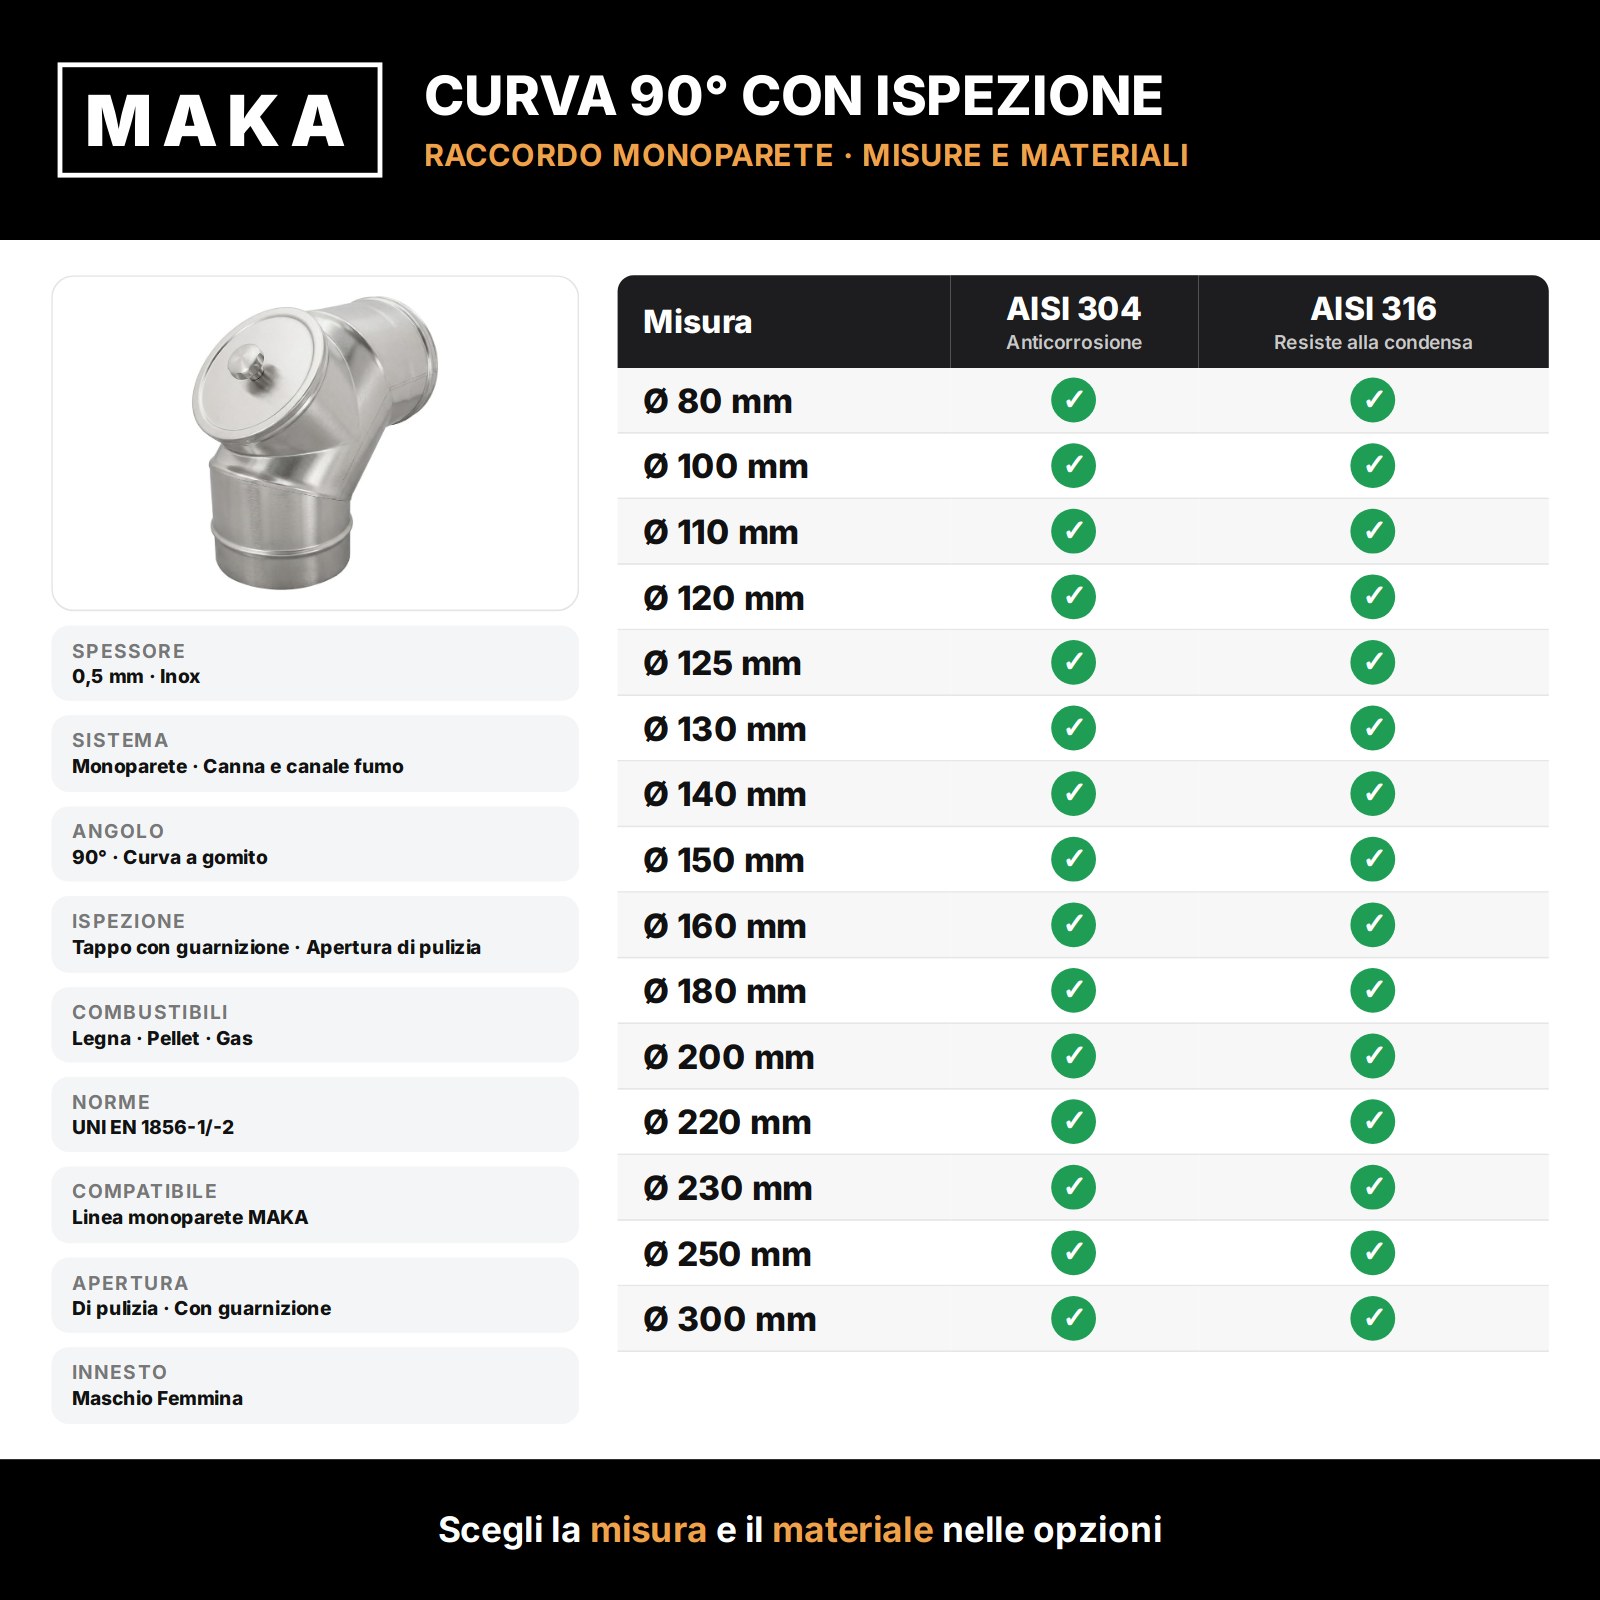 MAKA
CURVA 90° CON ISPEZIONE
RACCORDO MONOPARETE · MISURE E MATERIALI
SPESSORE
0,5 mm · Inox
SISTEMA
Monoparete · Canna e canale fumo
ANGOLO
90° · Curva a gomito
ISPEZIONE
Tappo con guarnizione · Apertura di pulizia
COMBUSTIBILI
Legna · Pellet · Gas
NORME
UNI EN 1856-1/-2
COMPATIBILE
Linea monoparete MAKA
APERTURA
Di pulizia · Con guarnizione
INNESTO
Maschio Femmina
Misura AISI 304 AISI 316
Anticorrosione Resiste alla condensa
Ø 80 mm ✓ ✓
Ø 100 mm ✓ ✓
Ø 110 mm ✓ ✓
Ø 120 mm ✓ ✓
Ø 125 mm ✓ ✓
Ø 130 mm ✓ ✓
Ø 140 mm ✓ ✓
Ø 150 mm ✓ ✓
Ø 160 mm ✓ ✓
Ø 180 mm ✓ ✓
Ø 200 mm ✓ ✓
Ø 220 mm ✓ ✓
Ø 230 mm ✓ ✓
Ø 250 mm ✓ ✓
Ø 300 mm ✓ ✓
Scegli la misura e il materiale nelle opzioni